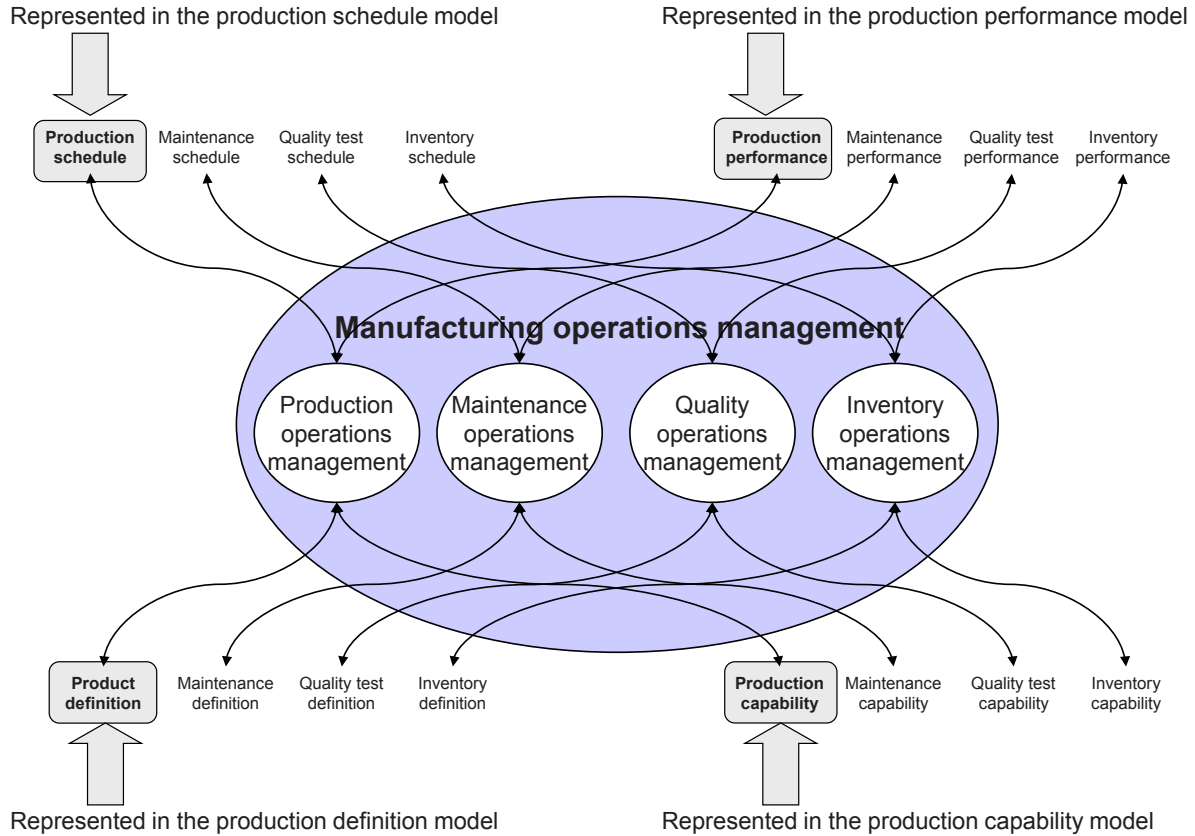 Represented in the production schedule model
Represented in the production performance model
Production
schedule
Maintenance
schedule
Quality test
schedule
Inventory
schedule
Production
performance
Maintenance
performance
Quality test
performance
Inventory
performance
Manufacturing operations management
Production
operations
management
Maintenance
operations
management
Quality
operations
management
Inventory
operations
management
Product
definition
Maintenance
definition
Quality test
definition
Inventory
definition
Production
capability
Maintenance
capability
Quality test
capability
Inventory
capability
Represented in the production definition model
Represented in the production capability model